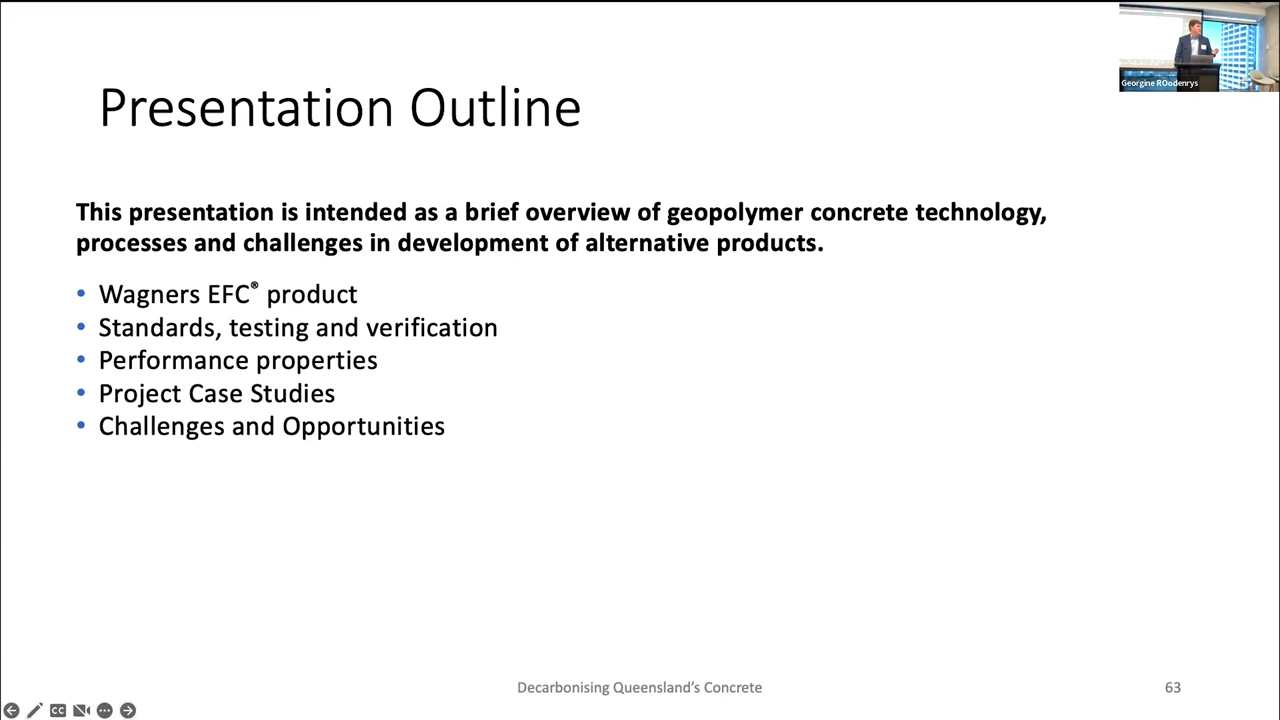 Georgine ROodenrys
Presentation Outline
This presentation is intended as a brief overview of geopolymer concrete technology,
processes and challenges in development of alternative products.
• Wagners EFC® product
• Standards, testing and verification
• Performance properties
• Project Case Studies
• Challenges and Opportunities
Decarbonising Queensland's Concrete
63
CC